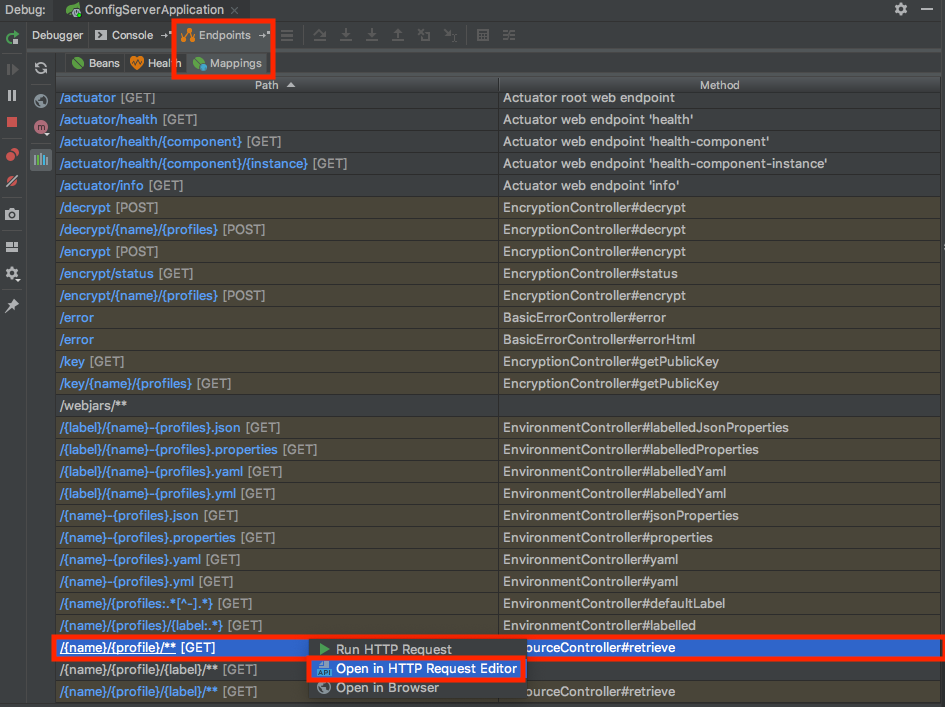 Debug: ConfigServerApplication
Debugger Console Endpoints
Beans Health Mappings
Path Method
/actuator [GET] Actuator root web endpoint
/actuator/health [GET] Actuator web endpoint 'health'
/actuator/health/{component} [GET] Actuator web endpoint 'health-component'
/actuator/health/{component}/{instance} [GET] Actuator web endpoint 'health-component-instance'
/actuator/info [GET] Actuator web endpoint 'info'
/decrypt [POST] EncryptionController#decrypt
/decrypt/{name}/{profiles} [POST] EncryptionController#decrypt
/encrypt [POST] EncryptionController#encrypt
/encrypt/status [GET] EncryptionController#status
/encrypt/{name}/{profiles} [POST] EncryptionController#encrypt
/error BasicErrorController#error
/error BasicErrorController#errorHtml
/key [GET] EncryptionController#getPublicKey
/key/{name}/{profiles} [GET] EncryptionController#getPublicKey
/webjars/**
/{label}/{name}-{profiles}.json [GET] EnvironmentController#labelledJsonProperties
/{label}/{name}-{profiles}.properties [GET] EnvironmentController#labelledProperties
/{label}/{name}-{profiles}.yaml [GET] EnvironmentController#labelledYaml
/{label}/{name}-{profiles}.yml [GET] EnvironmentController#labelledYaml
/{name}-{profiles}.json [GET] EnvironmentController#jsonProperties
/{name}-{profiles}.properties [GET] EnvironmentController#properties
/{name}-{profiles}.yaml [GET] EnvironmentController#yaml
/{name}-{profiles}.yml [GET] EnvironmentController#yaml
/{name}/{profiles:.*[^-].*} [GET] EnvironmentController#defaultLabel
/{name}/{profiles}/{label:.*} [GET] EnvironmentController#labelled
/{name}/{profile}/** [GET] ourceController#retrieve
Run HTTP Request
/{name}/{profile}/{label}/** [GET]
API Open in HTTP Request Editor
/{name}/{profile}/{label}/** [GET] ourceController#retrieve
Open in Browser